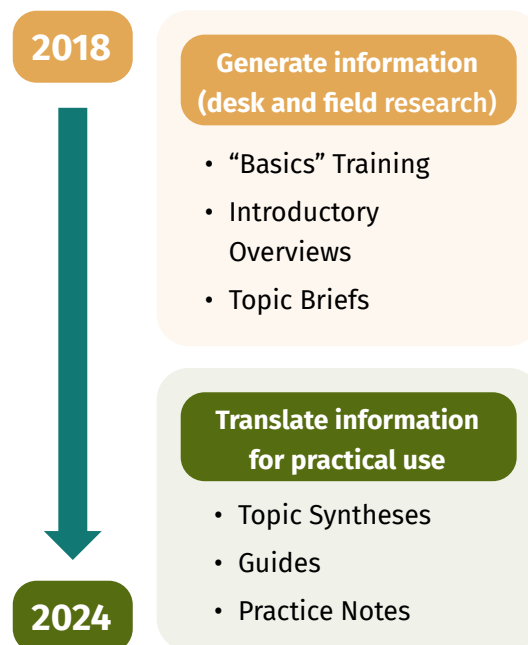 2018
Generate information
(desk and field research)
• “Basics” Training
• Introductory
Overviews
• Topic Briefs
Translate information
for practical use
• Topic Syntheses
• Guides
• Practice Notes
2024